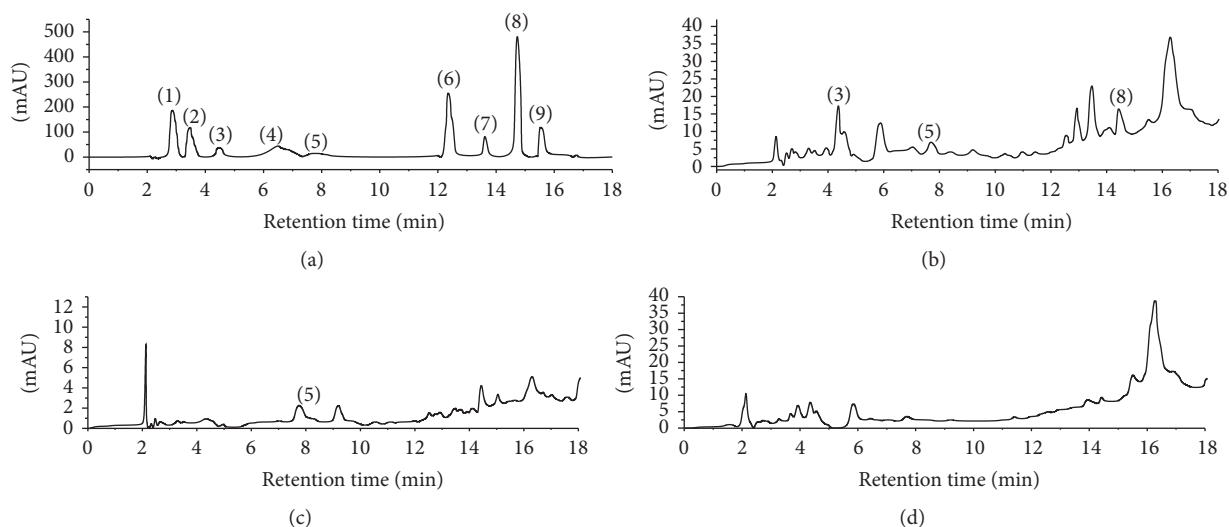 500
400
300
200
100
0
(mAU)
(1)
(2)
(3)
(4)
(5)
(6)
(7)
(8)
(9)
0 2 4 6 8 10 12 14 16 18
Retention time (min)
(a)
40
35
30
25
20
15
10
5
0
(mAU)
(3)
(5)
(8)
0 2 4 6 8 10 12 14 16 18
Retention time (min)
(b)
12
10
8
6
4
2
0
(mAU)
(5)
0 2 4 6 8 10 12 14 16 18
Retention time (min)
(c)
40
35
30
25
20
15
10
5
0
(mAU)
0 2 4 6 8 10 12 14 16 18
Retention time (min)
(d)